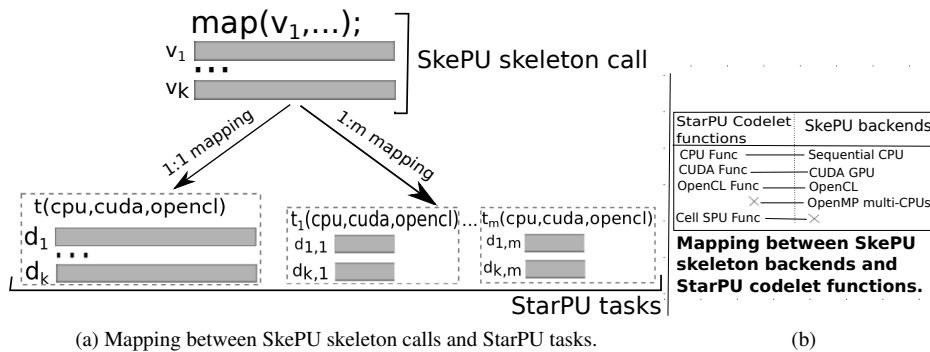 map(v1,...);
v1
...
vk
SkePU skeleton call
1:1 mapping
1:m mapping
t(cpu,cuda,opencl)
d1
...
dk
t1(cpu,cuda,opencl)...
d1,1
dk,1
tm(cpu,cuda,opencl)
d1,m
dk,m
StarPU tasks
(a) Mapping between SkePU skeleton calls and StarPU tasks.
StarPU Codelet
functions
SkePU backends
CPU Func
Sequential CPU
CUDA Func
CUDA GPU
OpenCL Func
OpenCL
OpenMP multi-CPUs
Cell SPU Func
Mapping between SkePU
skeleton backends and
StarPU codelet functions.
(b)